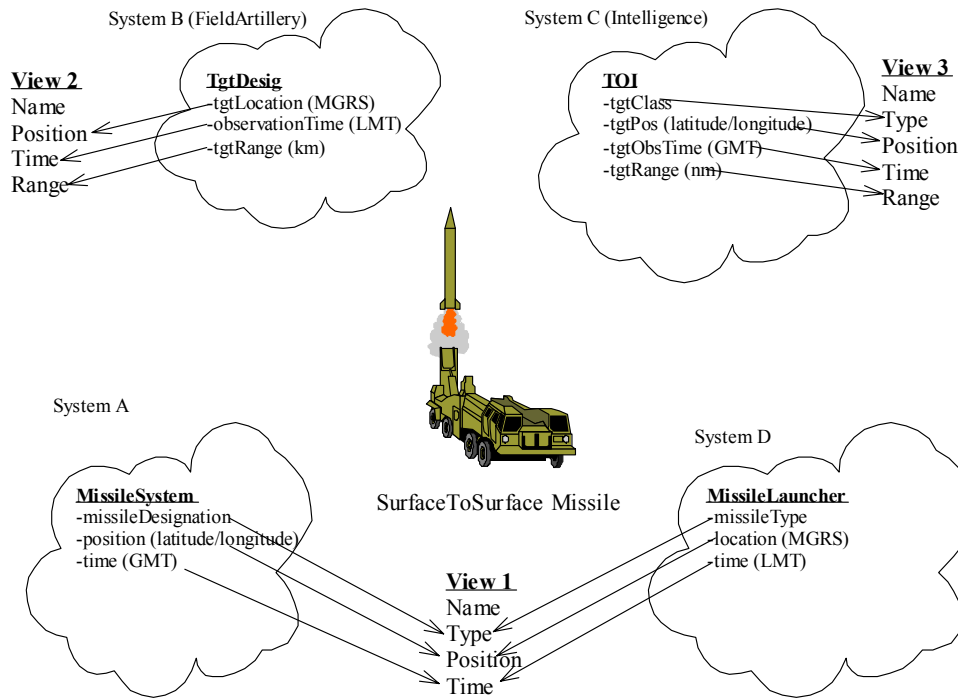 System B (FieldArtillery)
View 2
Name
Position
Time
Range
TgtDesig
-tgtLocation (MGRS)
-observationTime (LMT)
-tgtRange (km)
System C (Intelligence)
TOI
-tgtClass
-tgtPos (latitude/longitude)
-tgtObsTime (GMT)
-tgtRange (nm)
View 3
Name
Type
Position
Time
Range
System A
MissileSystem
-missileDesignation
-position (latitude/longitude)
-time (GMT)
SurfaceToSurface Missile
View 1
Name
Type
Position
Time
System D
MissileLauncher
-missileType
-location (MGRS)
-time (LMT)